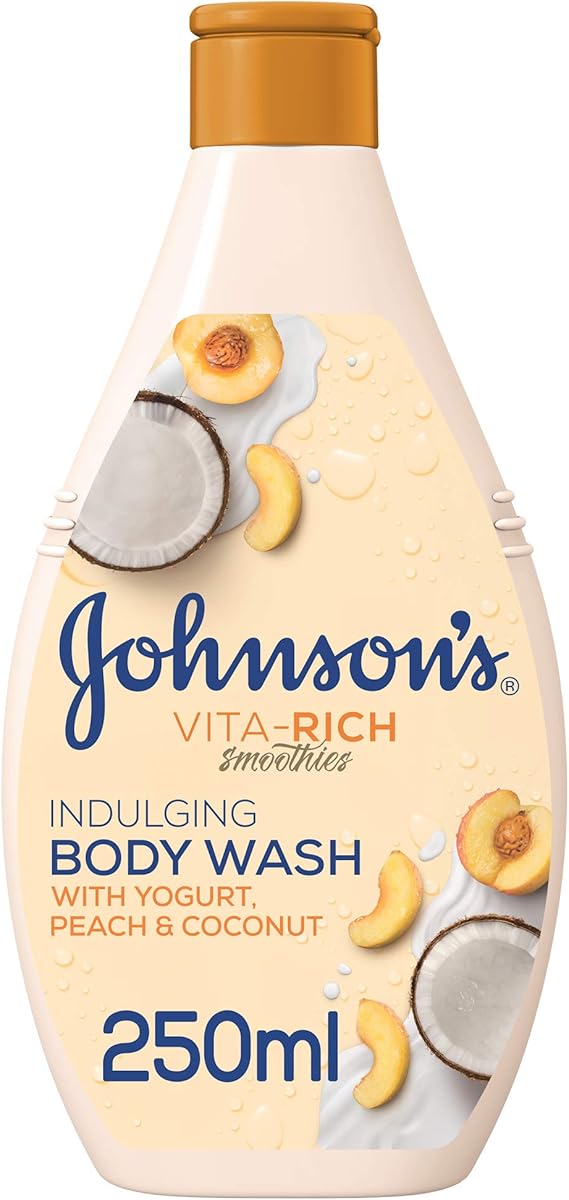 Johnson's®
VITA-RICH
smoothies
INDULGING
BODY WASH
WITH YOGURT,
PEACH & COCONUT
250ml